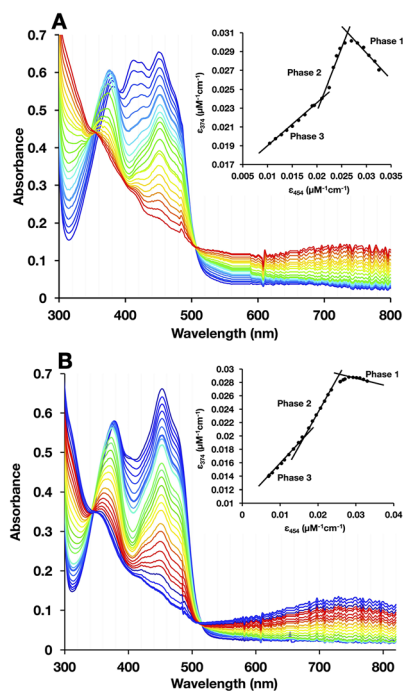 A
0.7
0.6
0.5
0.4
0.3
0.2
0.1
0
Absorbance
300 400 500 600 700 800
Wavelength (nm)
0.031
0.029
0.027
0.025
0.023
0.021
0.019
0.017
ε374 (µM-1cm-1)
Phase 1
Phase 2
Phase 3
0.005 0.015 0.025 0.035
ε454 (µM-1cm-1)
B
0.7
0.6
0.5
0.4
0.3
0.2
0.1
0
Absorbance
300 400 500 600 700 800
Wavelength (nm)
0.03
0.028
0.026
0.024
0.022
0.02
0.018
0.016
0.014
0.012
0.01
ε374 (µM-1cm-1)
Phase 1
Phase 2
Phase 3
0 0.01 0.02 0.03 0.04
ε454 (µM-1cm-1)